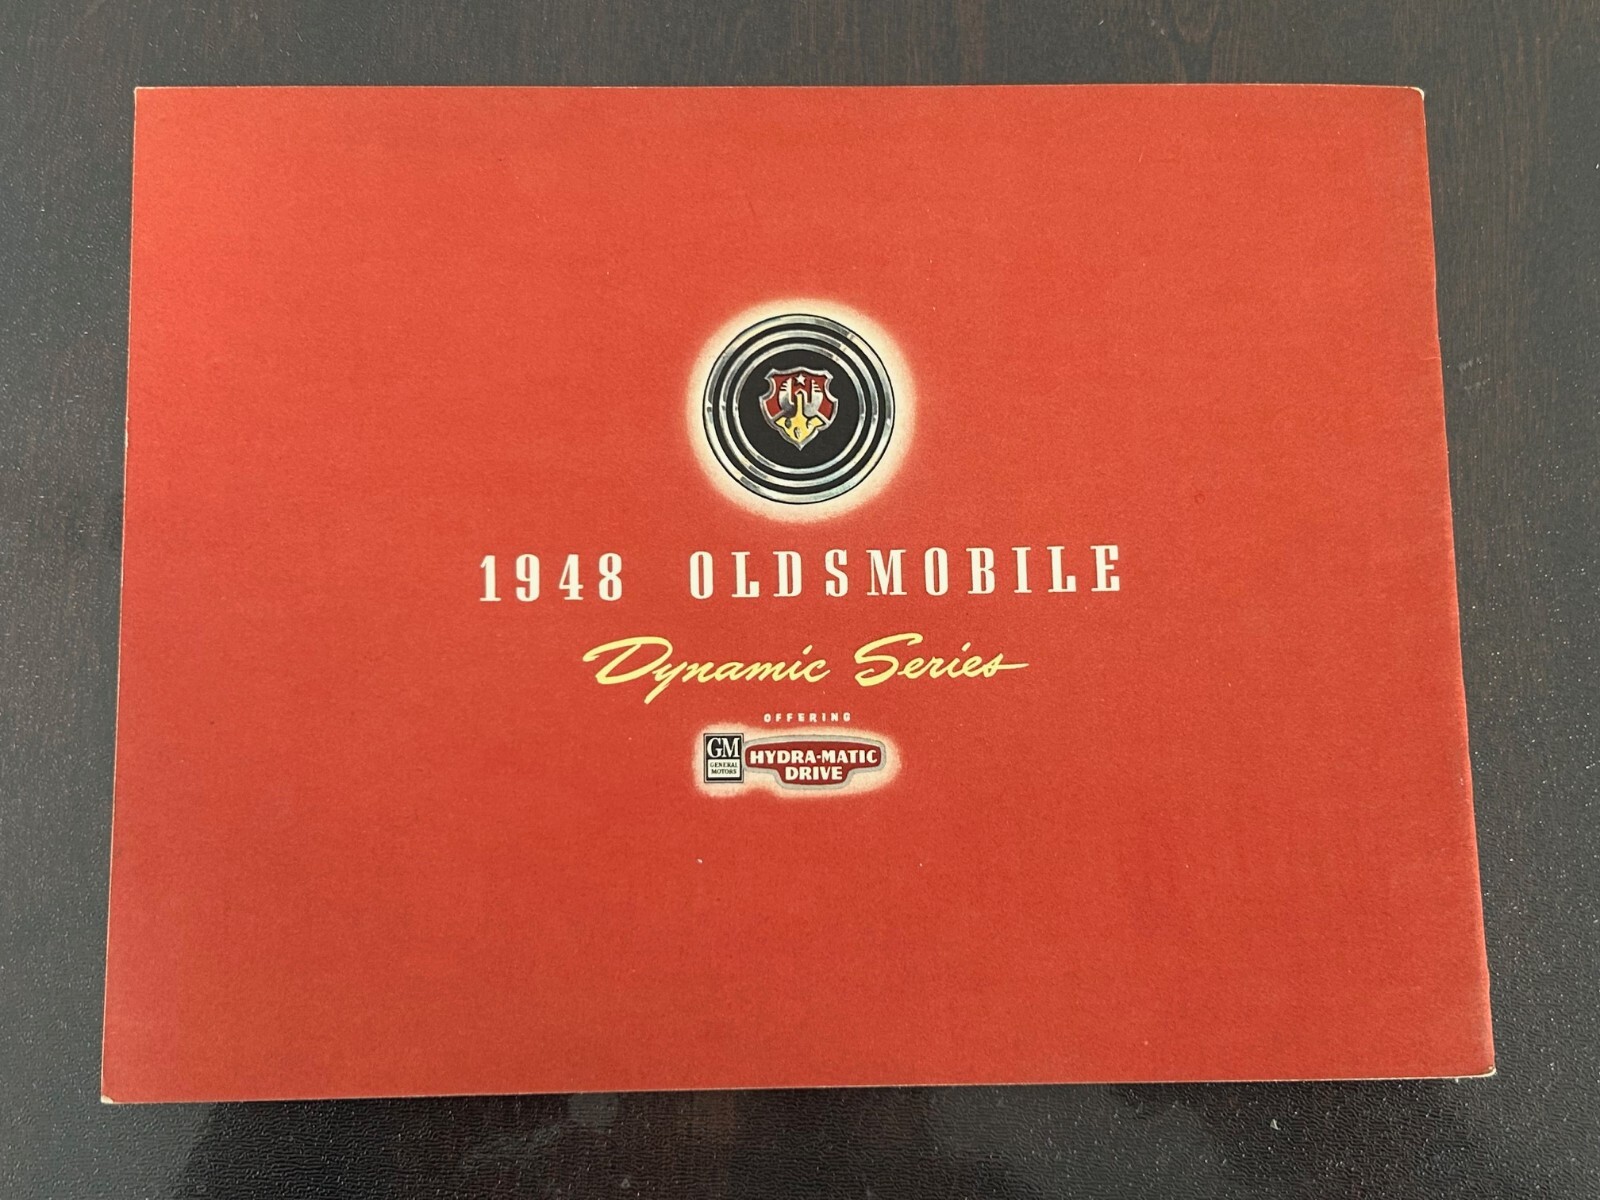 1948 OLDSMOBILE
Dynamic Series
OFFERING
GM
GENERAL
MOTORS
HYDRA-MATIC
DRIVE